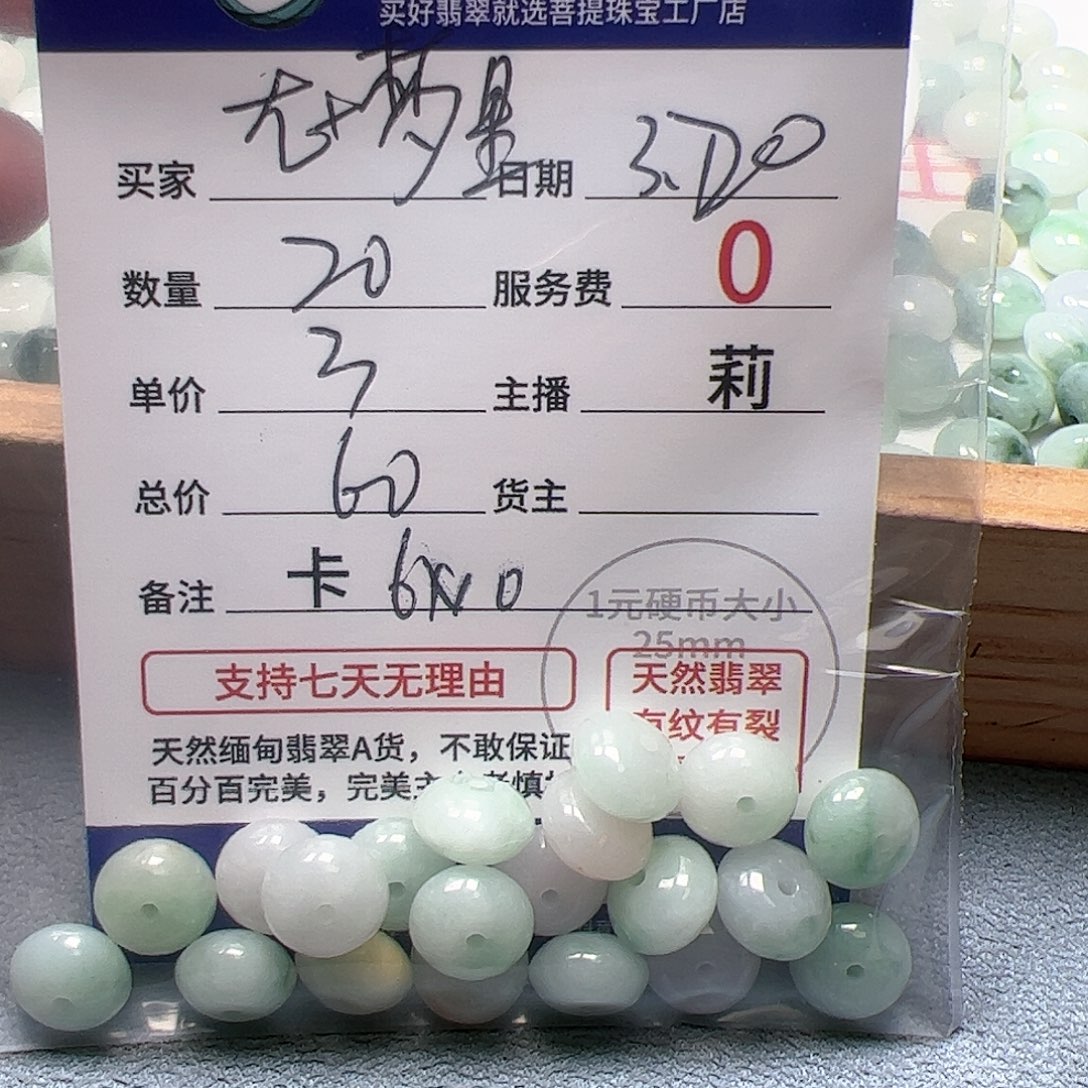 买好翡翠就选菩提珠宝工厂店
买家 日期
数量 20 服务费 0
单价 3 主播 莉
总价 60 货主
备注 卡
1元硬币大小
25mm
支持七天无理由 天然翡翠
有纹有裂
天然缅甸翡翠A货，不敢保证
百分百完美，完美主